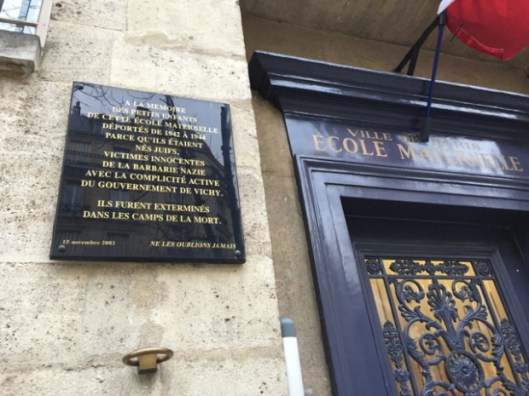 A LA MEMOIRE
DES PETITS ENFANTS
DE CETTE ÉCOLE MATERNELLE
DÉPORTÉS DE 1942 À 1944
PARCE QU'ILS ÉTAIENT
NÉS JUIFS,
VICTIMES INNOCENTES
DE LA BARBARIE NAZIE
AVEC LA COMPLICITÉ ACTIVE
DU GOUVERNEMENT DE VICHY.
ILS FURENT EXTERMINÉS
DANS LES CAMPS DE LA MORT.
15 novembre 2003 NE LES OUBLIONS JAMAIS
VILLE
ECOLE MATERNELLE